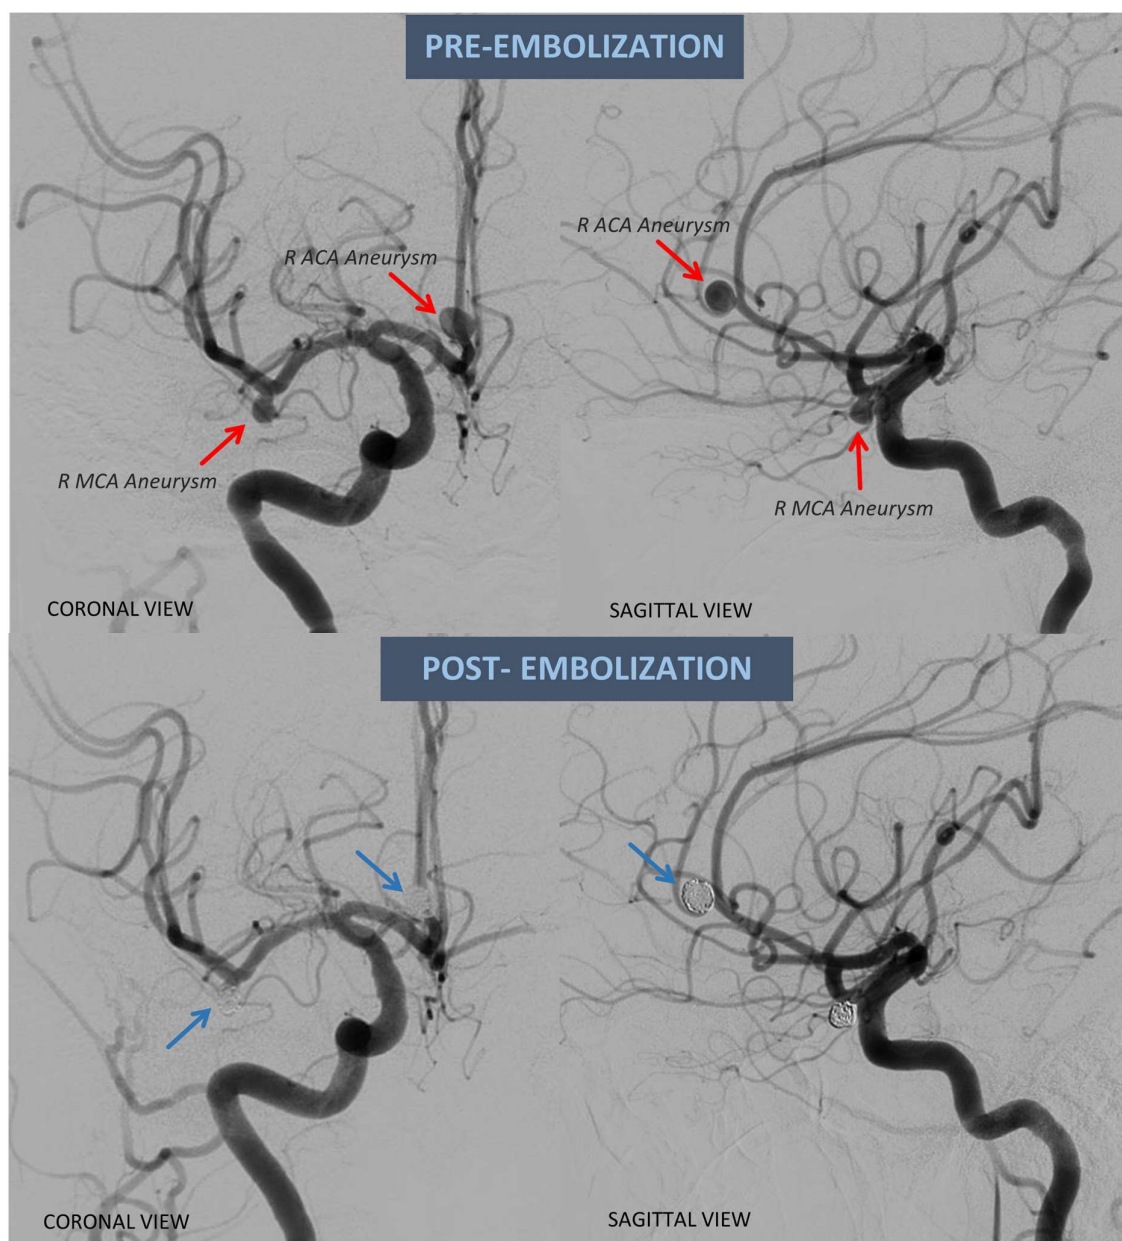 PRE-EMBOLIZATION
R ACA Aneurysm
R ACA Aneurysm
R MCA Aneurysm
R MCA Aneurysm
CORONAL VIEW
SAGITTAL VIEW
POST- EMBOLIZATION
CORONAL VIEW
SAGITTAL VIEW